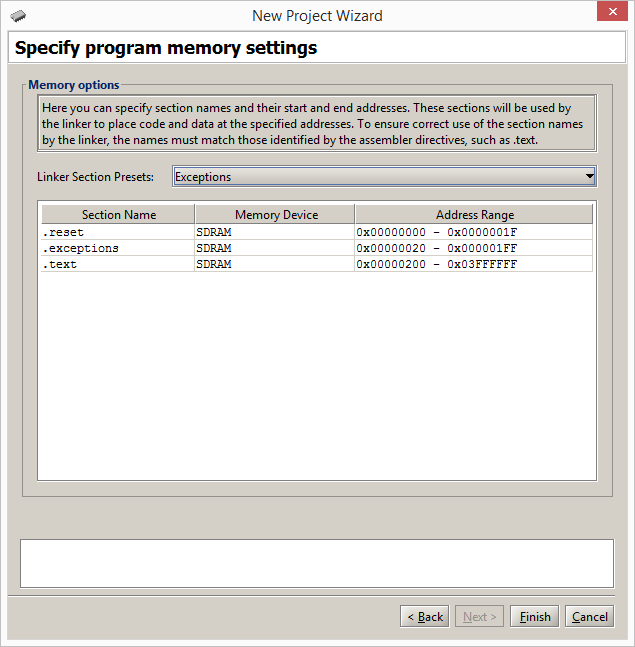 New Project Wizard
Specify program memory settings
Memory options
Here you can specify section names and their start and end addresses. These sections will be used by
the linker to place code and data at the specified addresses. To ensure correct use of the section names
by the linker, the names must match those identified by the assembler directives, such as .text.
Linker Section Presets: Exceptions
Section Name Memory Device Address Range
.reset SDRAM 0x00000000 - 0x0000001F
.exceptions SDRAM 0x00000020 - 0x000001FF
.text SDRAM 0x00000200 - 0x03FFFFFF
< Back Next > Finish Cancel